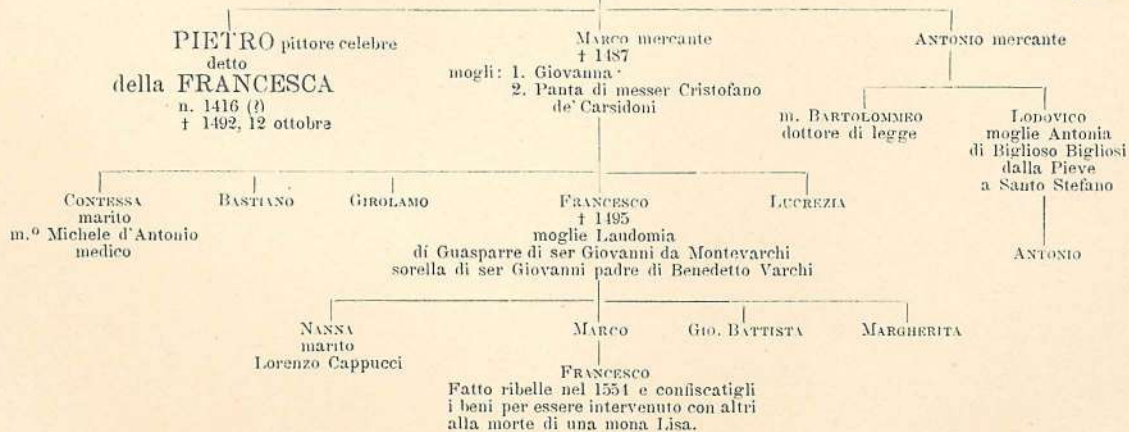 PIETRO pittore celebre
detto
della FRANCESCA
n. 1416 (?)
† 1492, 12 ottobre
MARCO mercante
† 1487
mogli: 1. Giovanna
2. Panta di messer Cristofano
de' Carsidoni
ANTONIO mercante
m. BARTOLOMMEO
dottore di legge
LODOVICO
moglie Antonia
di Biglioso Bigliosi
dalla Pieve
a Santo Stefano
CONTESSA
marito
m.º Michele d'Antonio
medico
BASTIANO
GIROLAMO
FRANCESCO
† 1495
moglie Laudomia
di Guasparre di ser Giovanni da Montevarchi
sorella di ser Giovanni padre di Benedetto Varchi
LUCREZIA
ANTONIO
NANNA
marito
Lorenzo Cappucci
MARCO
GIO. BATTISTA
MARGHERITA
FRANCESCO
Fatto ribelle nel 1554 e confiscatigli
i beni per essere intervenuto con altri
alla morte di una mona Lisa.